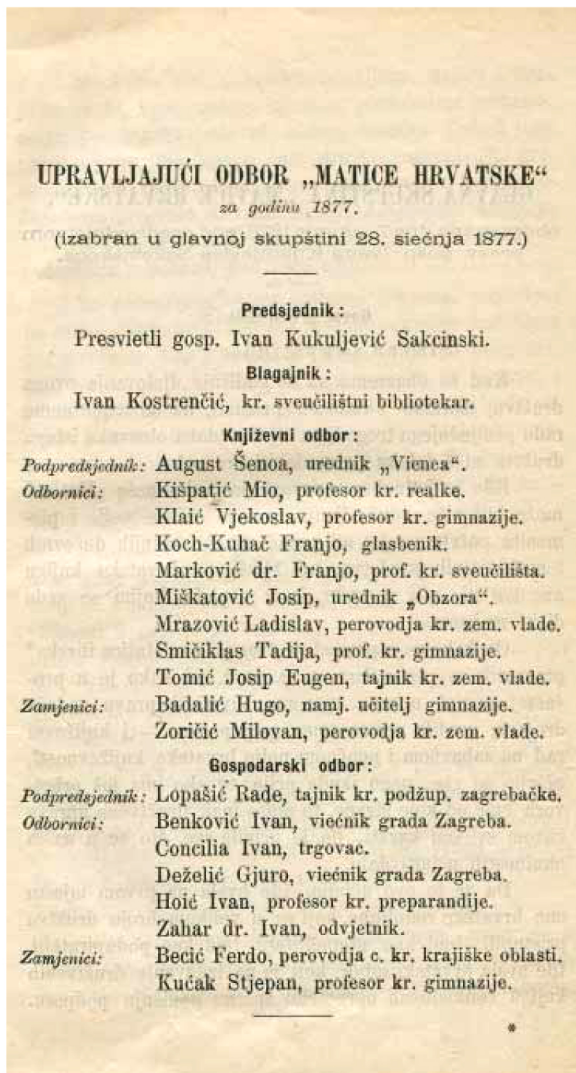 UPRAVLJAJUĆI ODBOR „MATICE HRVATSKE“
za godinu 1877.
(izabran u glavnoj skupštini 28. siečnja 1877.)
Predsjednik:
Presvietli gosp. Ivan Kukuljević Sakcinski.
Blagajnik:
Ivan Kostrenčić, kr. sveučilištni bibliotekar.
Književni odbor:
Podpredsjednik: August Šenoa, urednik „Vienca“.
Odbornici: Kišpatić Mio, profesor kr. realke.
Klaić Vjekoslav, profesor kr. gimnazije.
Koch-Kuhač Franjo, glasbenik.
Marković dr. Franjo, prof. kr. sveučilišta.
Miškatović Josip, urednik „Obzora“.
Mrazović Ladislav, perovodja kr. zem. vlade.
Smičiklas Tadija, prof. kr. gimnazije.
Tomić Josip Eugen, tajnik kr. zem. vlade.
Zamjenici: Badalić Hugo, namj. učitelj gimnazije.
Zoričić Milovan, perovodja kr. zem. vlade.
Gospodarski odbor:
Podpredsjednik: Lopašić Rade, tajnik kr. podžup. zagrebačke.
Odbornici: Benković Ivan, viećnik grada Zagreba.
Concilia Ivan, trgovac.
Deželić Gjuro, viećnik grada Zagreba.
Hoić Ivan, profesor kr. preparandije.
Zahar dr. Ivan, odvjetnik.
Zamjenici: Becić Ferdo, perovodja c. kr. krajiške oblasti.
Kućak Stjepan, profesor kr. gimnazije.
*